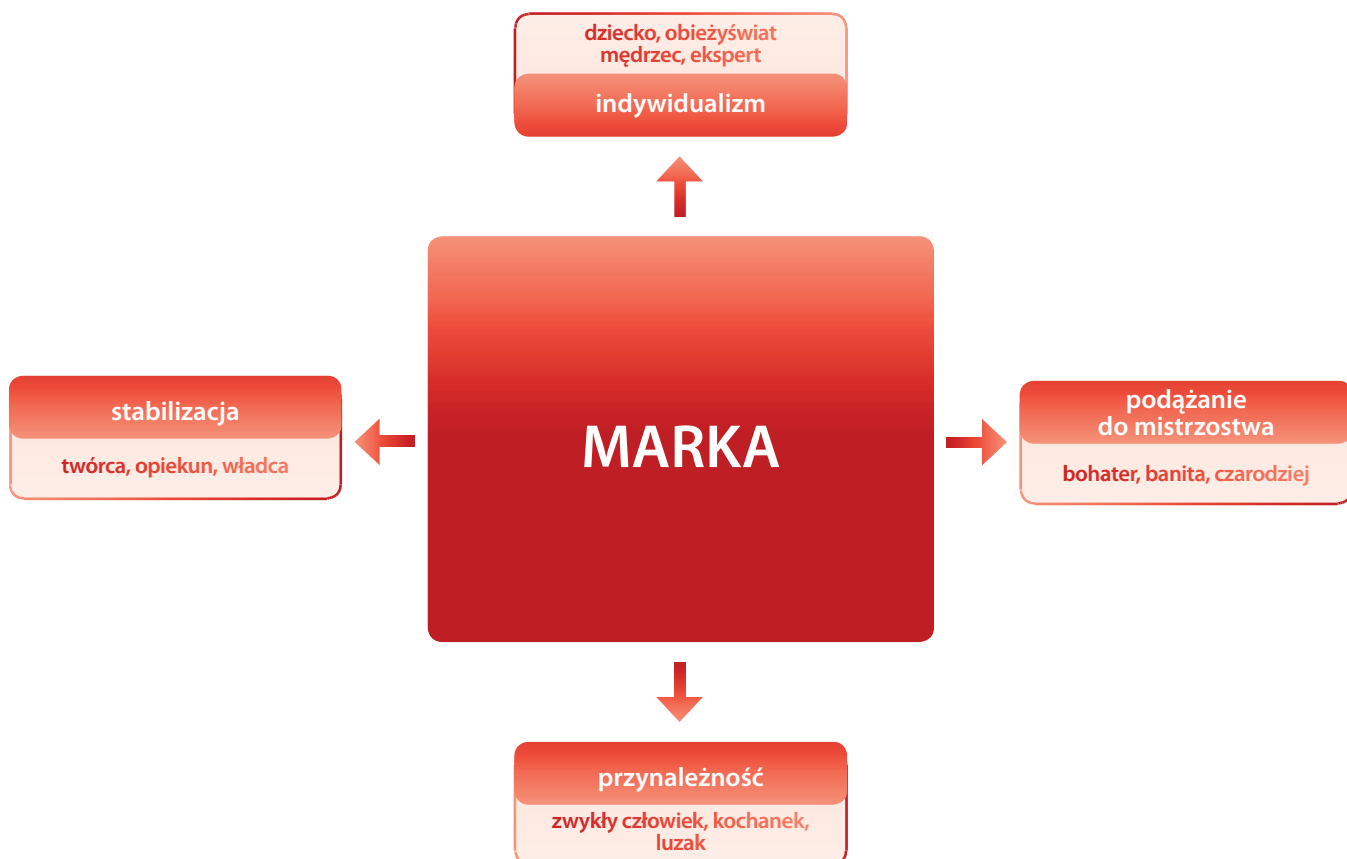 dziecko, obieżyświat
mędrzec, ekspert
indywidualizm
stabilizacja
twórca, opiekun, władca
MARKA
podążanie
do mistrzostwa
bohater, banita, czarodziej
przynależność
zwykły człowiek, kochanek,
luzak